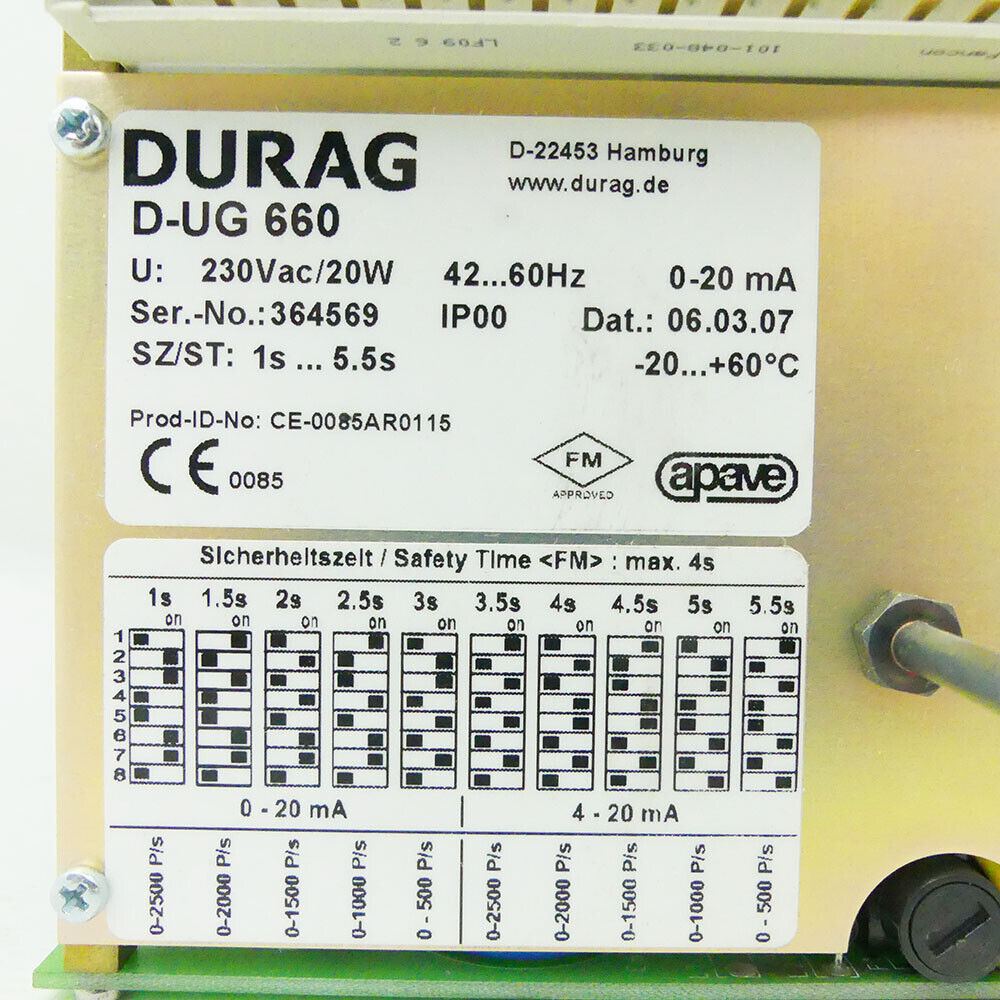 LF09 6 2
101-048-033
DURAG
D-22453 Hamburg
www.durag.de
D-UG 660
U: 230Vac/20W 42...60Hz 0-20 mA
Ser.-No.:364569 IP00 Dat.: 06.03.07
SZ/ST: 1s ... 5.5s -20...+60°C
Prod-ID-No: CE-0085AR0115
CE 0085
FM
APPROVED
apave
Sicherheitszeit / Safety Time <FM> : max. 4s
1s 1.5s 2s 2.5s 3s 3.5s 4s 4.5s 5s 5.5s
on on on on on on on on on on
1
2
3
4
5
6
7
8
0 - 20 mA 4 - 20 mA
0-2500 P/s
0-2000 P/s
0-1500 P/s
0-1000 P/s
0 - 500 P/s
0-2500 P/s
0-2000 P/s
0-1500 P/s
0-1000 P/s
0 - 500 P/s